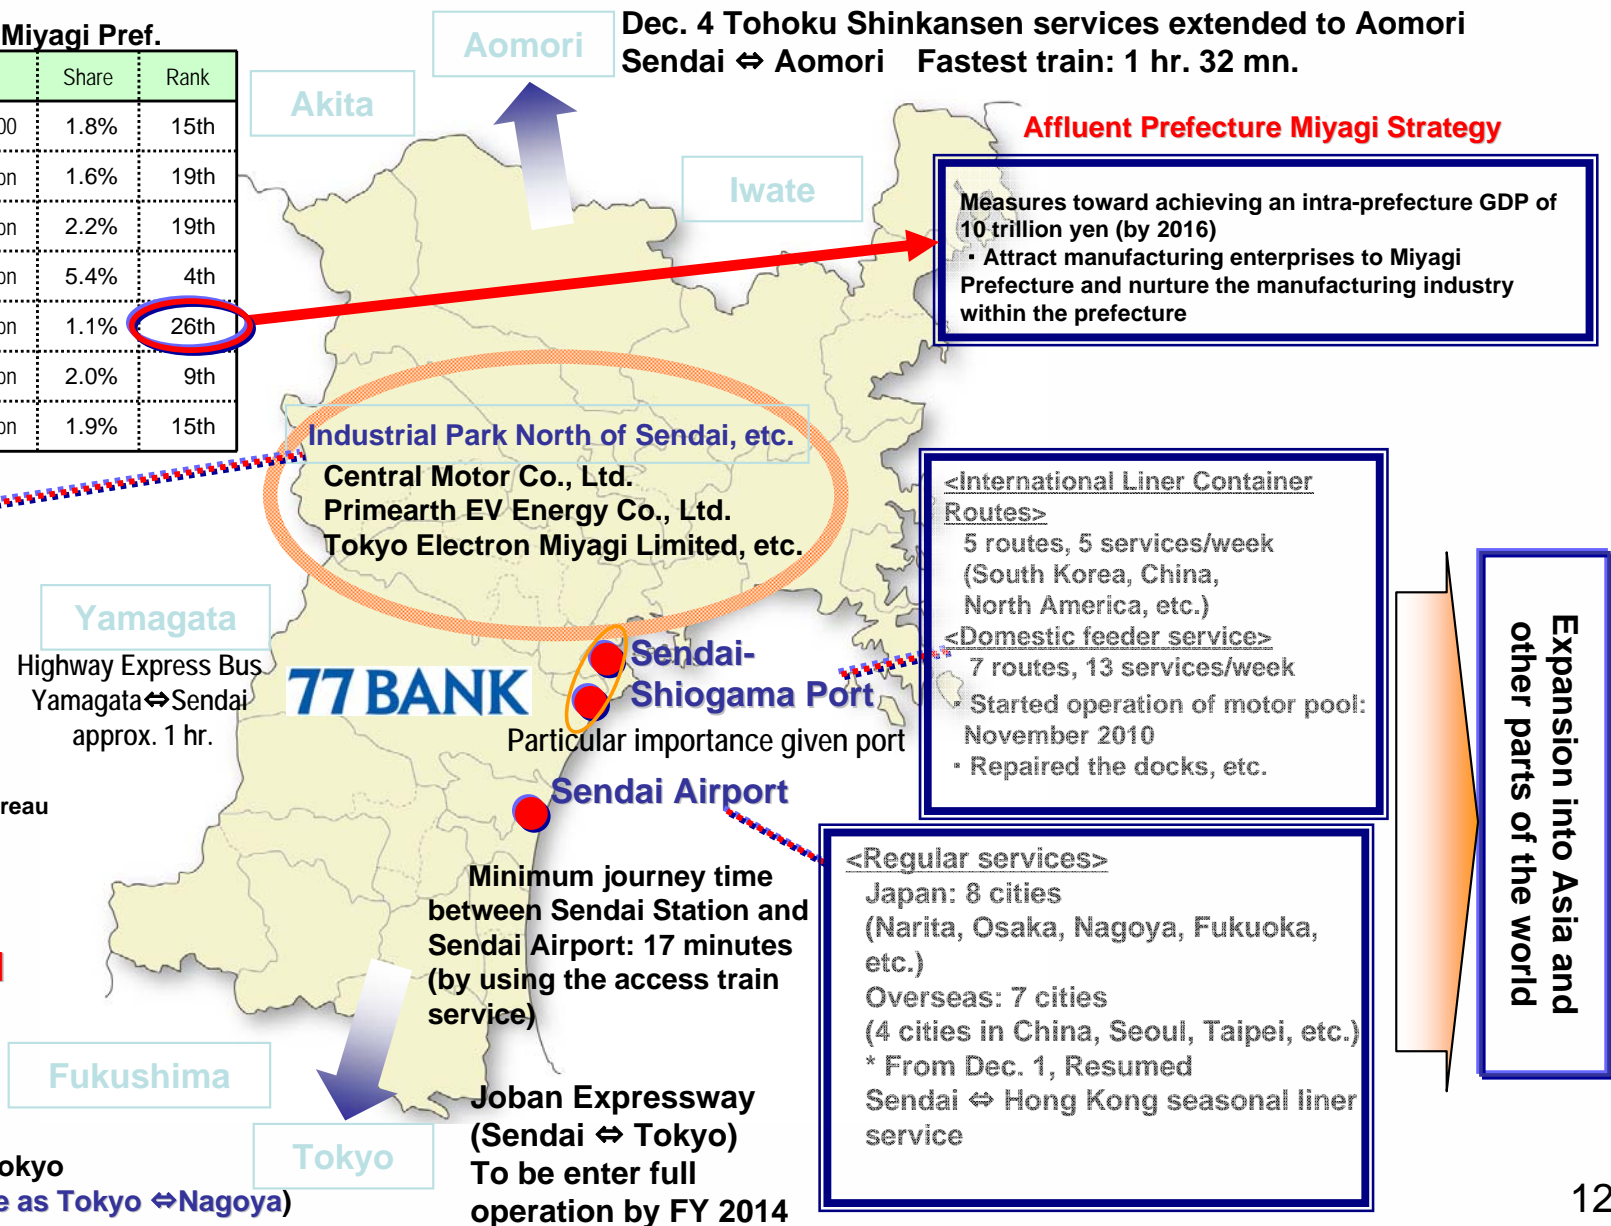 Miyagi Pref.
Share Rank
00 1.8% 15th
on 1.6% 19th
on 2.2% 19th
on 5.4% 4th
on 1.1% 26th
on 2.0% 9th
on 1.9% 15th
Aomori
Dec. 4 Tohoku Shinkansen services extended to Aomori
Sendai ⇔ Aomori Fastest train: 1 hr. 32 mn.
Akita
Iwate
Affluent Prefecture Miyagi Strategy
Measures toward achieving an intra-prefecture GDP of
10 trillion yen (by 2016)
・Attract manufacturing enterprises to Miyagi
Prefecture and nurture the manufacturing industry
within the prefecture
Industrial Park North of Sendai, etc.
Central Motor Co., Ltd.
Primearth EV Energy Co., Ltd.
Tokyo Electron Miyagi Limited, etc.
<International Liner Container
Routes>
5 routes, 5 services/week
(South Korea, China,
North America, etc.)
<Domestic feeder service>
7 routes, 13 services/week
・Started operation of motor pool:
November 2010
・Repaired the docks, etc.
Expansion into Asia and
other parts of the world
Yamagata
Highway Express Bus
Yamagata⇔Sendai
approx. 1 hr.
77 BANK
Sendai-
Shiogama Port
Particular importance given port
Sendai Airport
reau
Minimum journey time
between Sendai Station and
Sendai Airport: 17 minutes
(by using the access train
service)
<Regular services>
Japan: 8 cities
(Narita, Osaka, Nagoya, Fukuoka,
etc.)
Overseas: 7 cities
(4 cities in China, Seoul, Taipei, etc.)
* From Dec. 1, Resumed
Sendai ⇔ Hong Kong seasonal liner
service
Fukushima
Tokyo
Joban Expressway
(Sendai ⇔ Tokyo)
To be enter full
operation by FY 2014
okyo
e as Tokyo ⇔Nagoya)
12